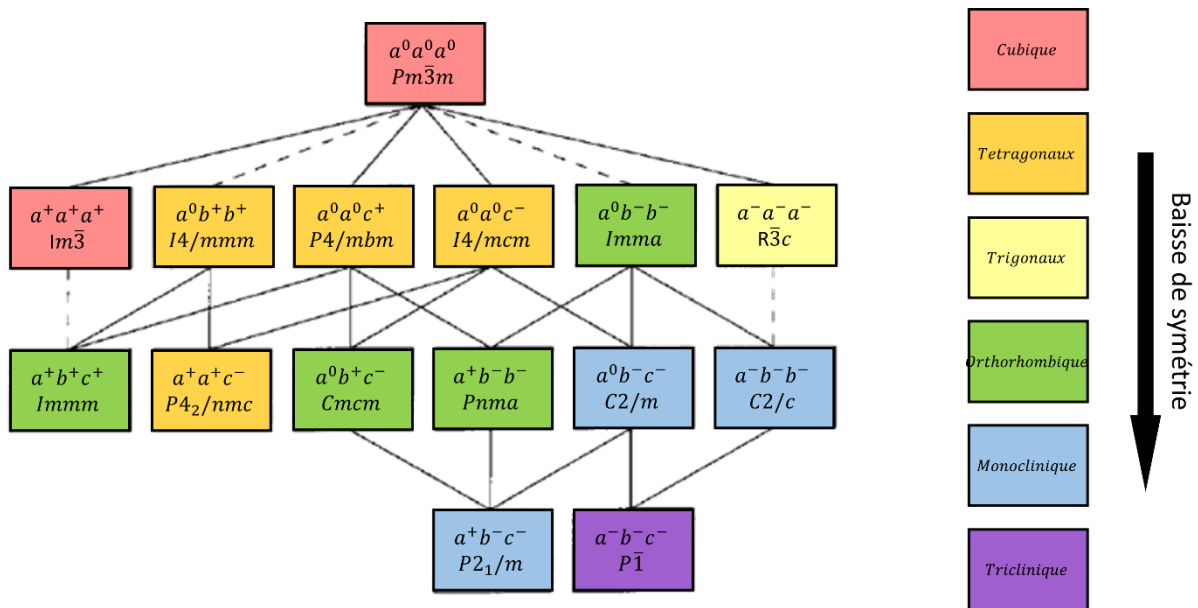 a⁰a⁰a⁰
Pm3̅m
a⁺a⁺a⁺
Im3̅
a⁰b⁺b⁺
I4/mmm
a⁰a⁰c⁺
P4/mbm
a⁰a⁰c⁻
I4/mcm
a⁰b⁻b⁻
Imma
a⁻a⁻a⁻
R3̅c
a⁺b⁺c⁺
Immm
a⁺a⁺c⁻
P4₂/nmc
a⁰b⁺c⁻
Cmcm
a⁺b⁻b⁻
Pnma
a⁰b⁻c⁻
C2/m
a⁻b⁻b⁻
C2/c
a⁺b⁻c⁻
P2₁/m
a⁻b⁻c⁻
P1̅
Cubique
Tetragonaux
Trigonaux
Orthorhombique
Monoclinique
Triclinique
Baisse de symétrie